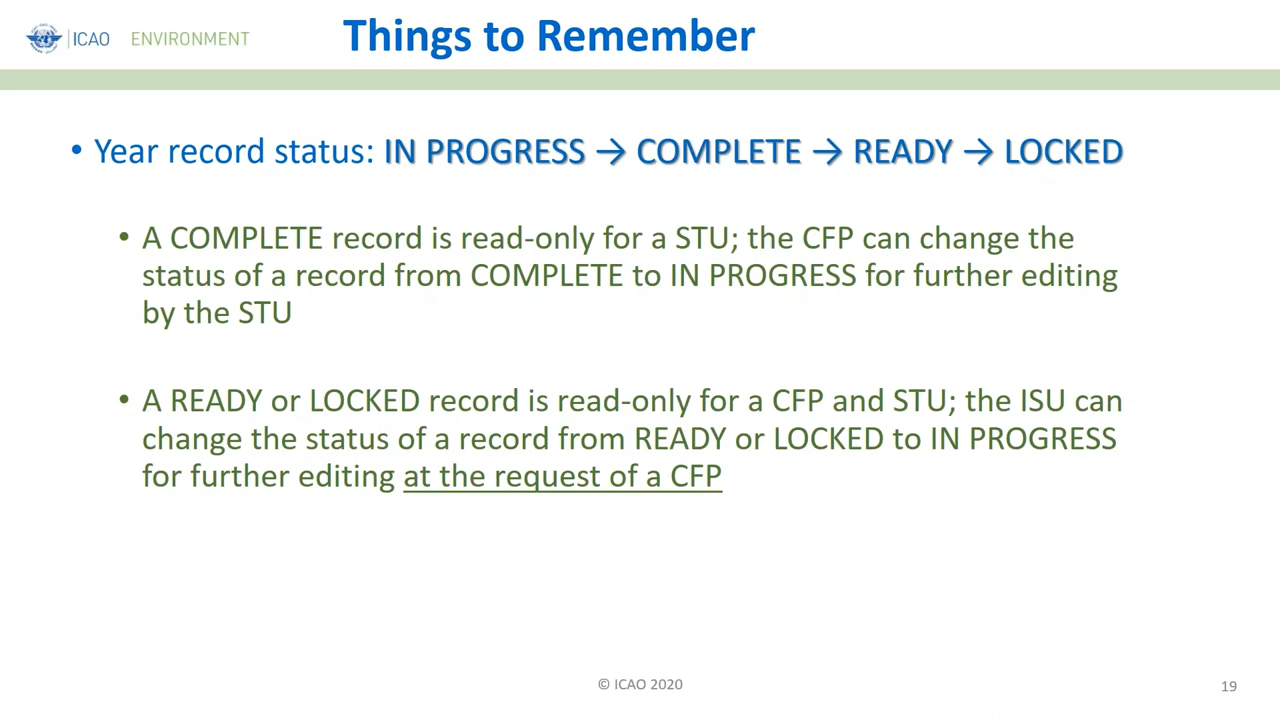 ICAO ENVIRONMENT
Things to Remember
• Year record status: IN PROGRESS → COMPLETE → READY → LOCKED
• A COMPLETE record is read-only for a STU; the CFP can change the
status of a record from COMPLETE to IN PROGRESS for further editing
by the STU
• A READY or LOCKED record is read-only for a CFP and STU; the ISU can
change the status of a record from READY or LOCKED to IN PROGRESS
for further editing at the request of a CFP
© ICAO 2020
19